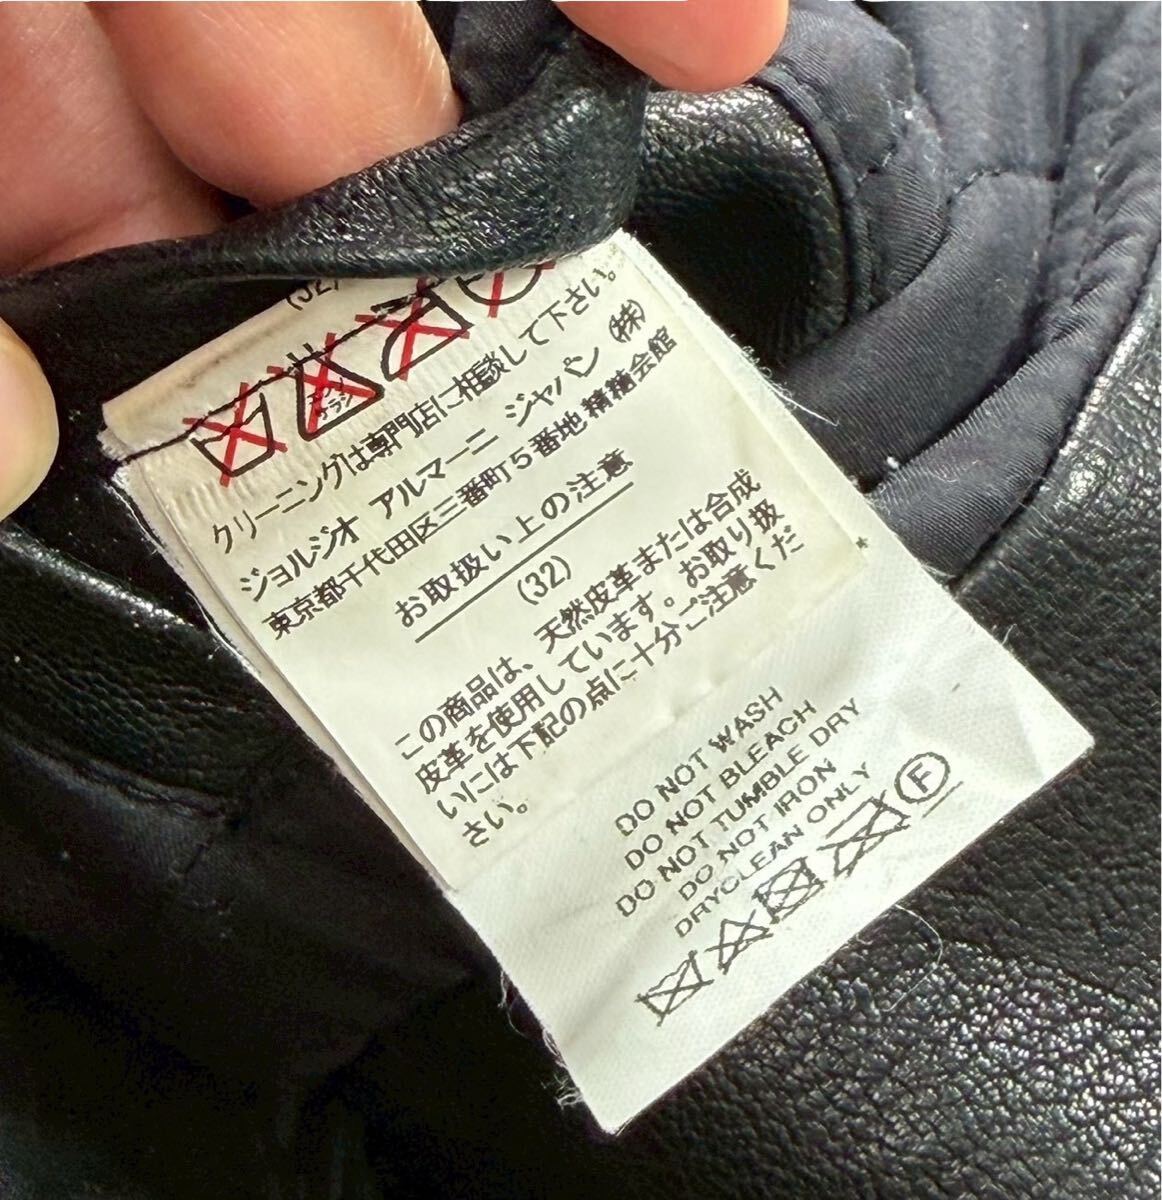 (32)
クリーニングは専門店に相談して下さい。
ジョルジオ アルマーニ ジャパン ㈱
東京都千代田区三番町5番地精糖会館
お取扱い上の注意
(32)
この商品は、天然皮革または合成
皮革を使用しています。お取り扱
いには下記の点に十分ご注意くだ
さい。
DO NOT WASH
DO NOT BLEACH
DO NOT TUMBLE DRY
DO NOT IRON
DRYCLEAN ONLY
F